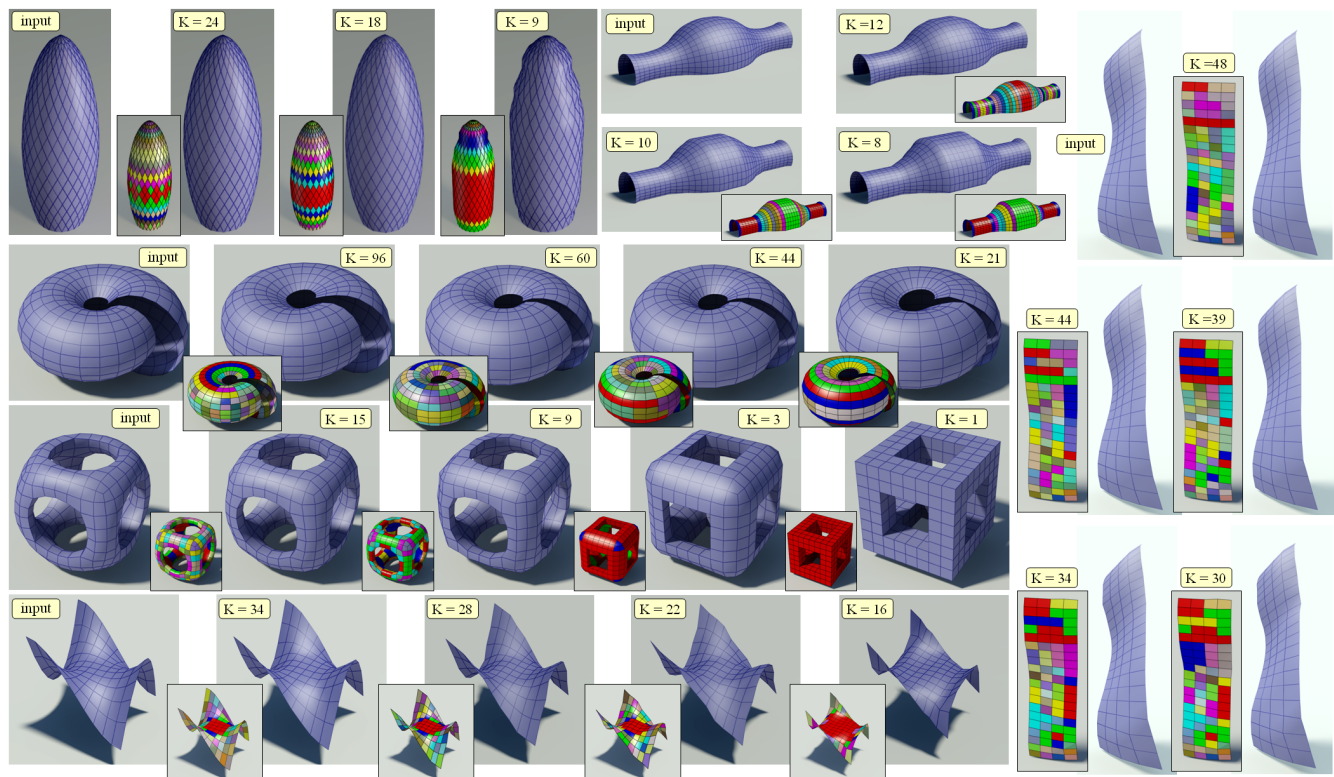 input
K = 24
K = 18
K = 9
input
K =12
K = 10
K = 8
input
K =48
input
K = 96
K = 60
K = 44
K = 21
K = 44
K =39
input
K = 15
K = 9
K = 3
K = 1
input
K = 34
K = 28
K = 22
K = 16
K = 34
K = 30